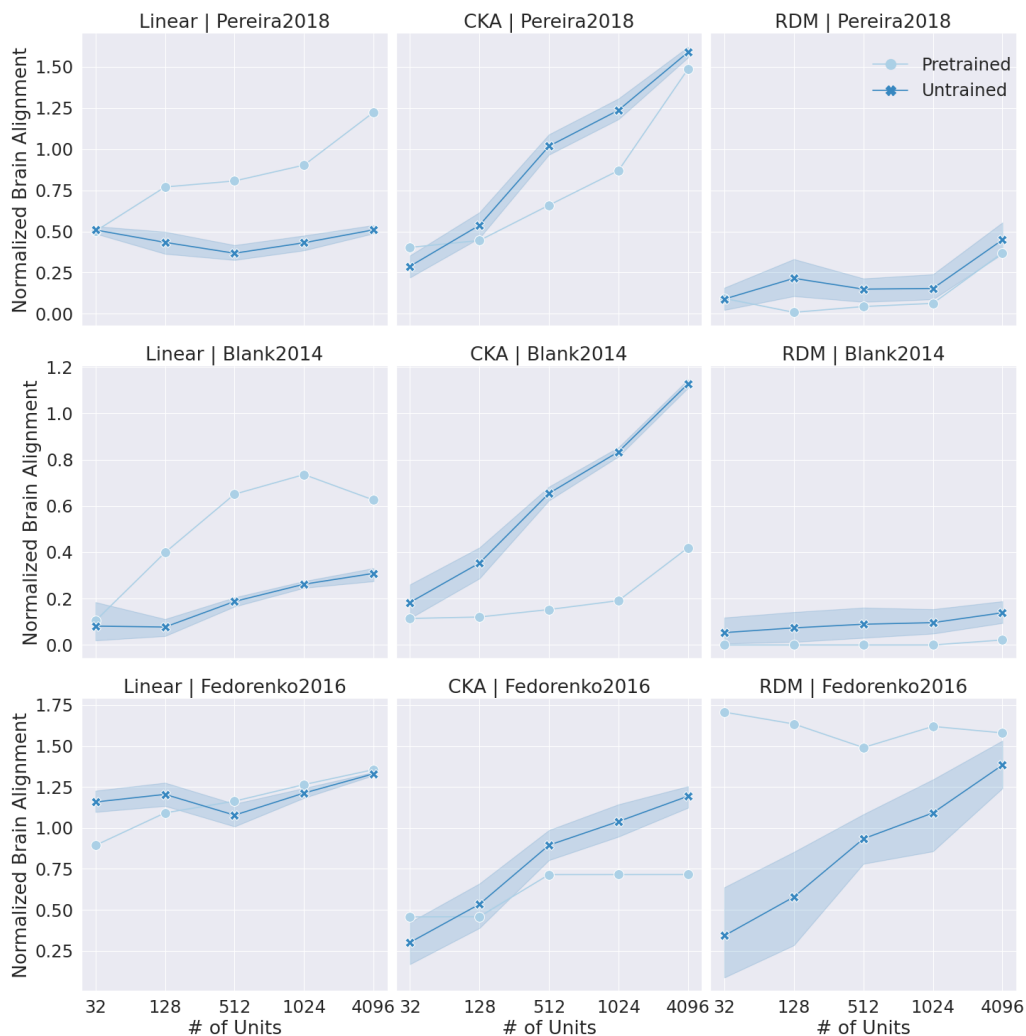 Linear | Pereira2018
CKA | Pereira2018
RDM | Pereira2018
Normalized Brain Alignment
1.50
1.25
1.00
0.75
0.50
0.25
0.00
Pretrained
Untrained
Linear | Blank2014
CKA | Blank2014
RDM | Blank2014
Normalized Brain Alignment
1.2
1.0
0.8
0.6
0.4
0.2
0.0
Linear | Fedorenko2016
CKA | Fedorenko2016
RDM | Fedorenko2016
Normalized Brain Alignment
1.75
1.50
1.25
1.00
0.75
0.50
0.25
32 128 512 1024 4096
32 128 512 1024 4096
32 128 512 1024 4096
# of Units
# of Units
# of Units